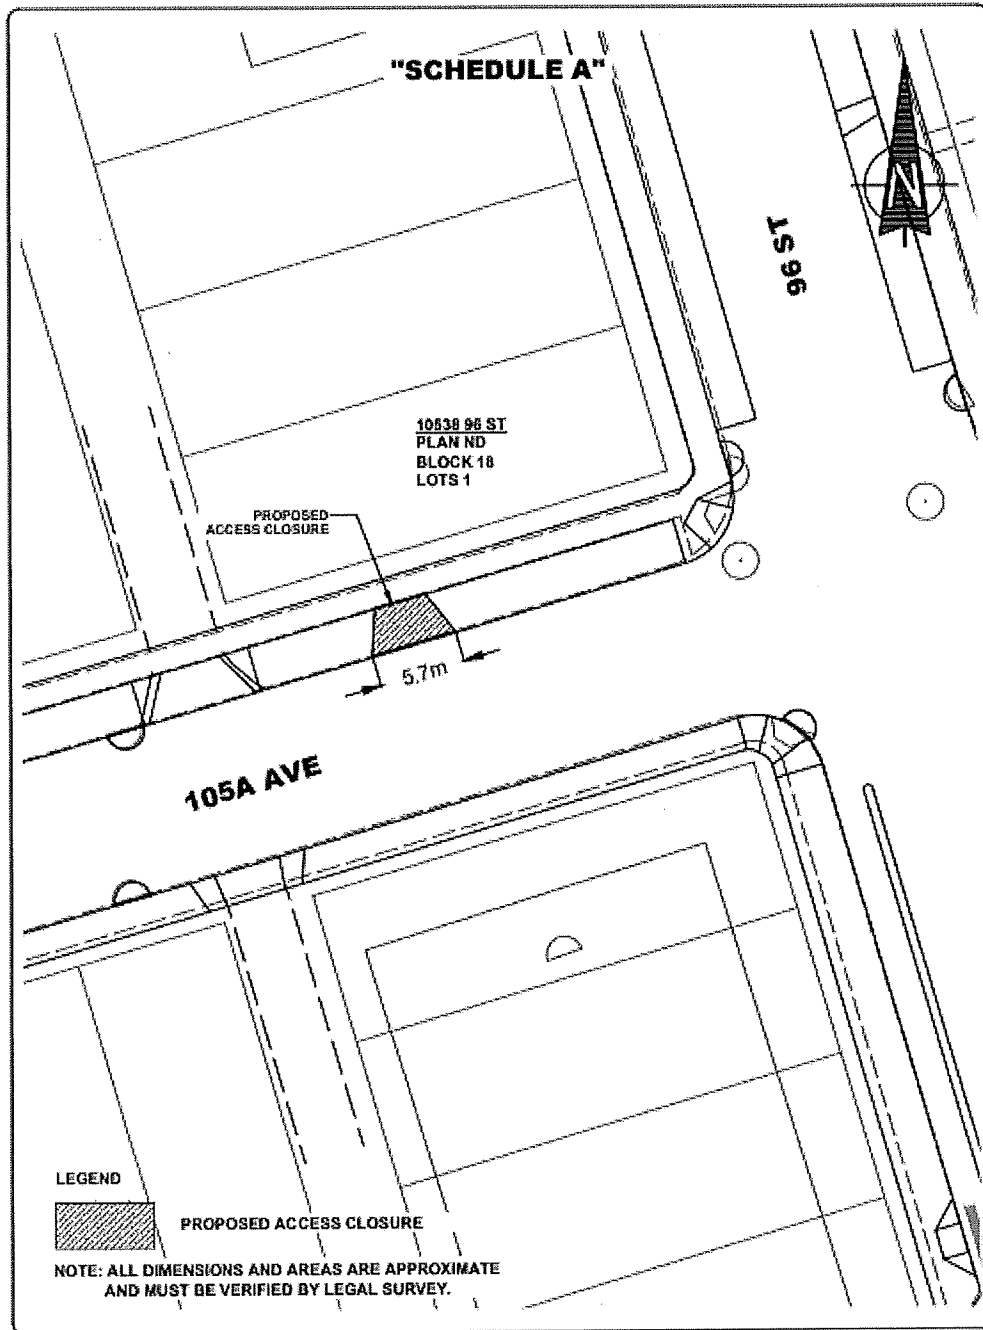 "SCHEDULE A"
N
96 ST
10538 96 ST
PLAN ND
BLOCK 18
LOTS 1
PROPOSED
ACCESS CLOSURE
5.7m
105A AVE
LEGEND
PROPOSED ACCESS CLOSURE
NOTE: ALL DIMENSIONS AND AREAS ARE APPROXIMATE
AND MUST BE VERIFIED BY LEGAL SURVEY.